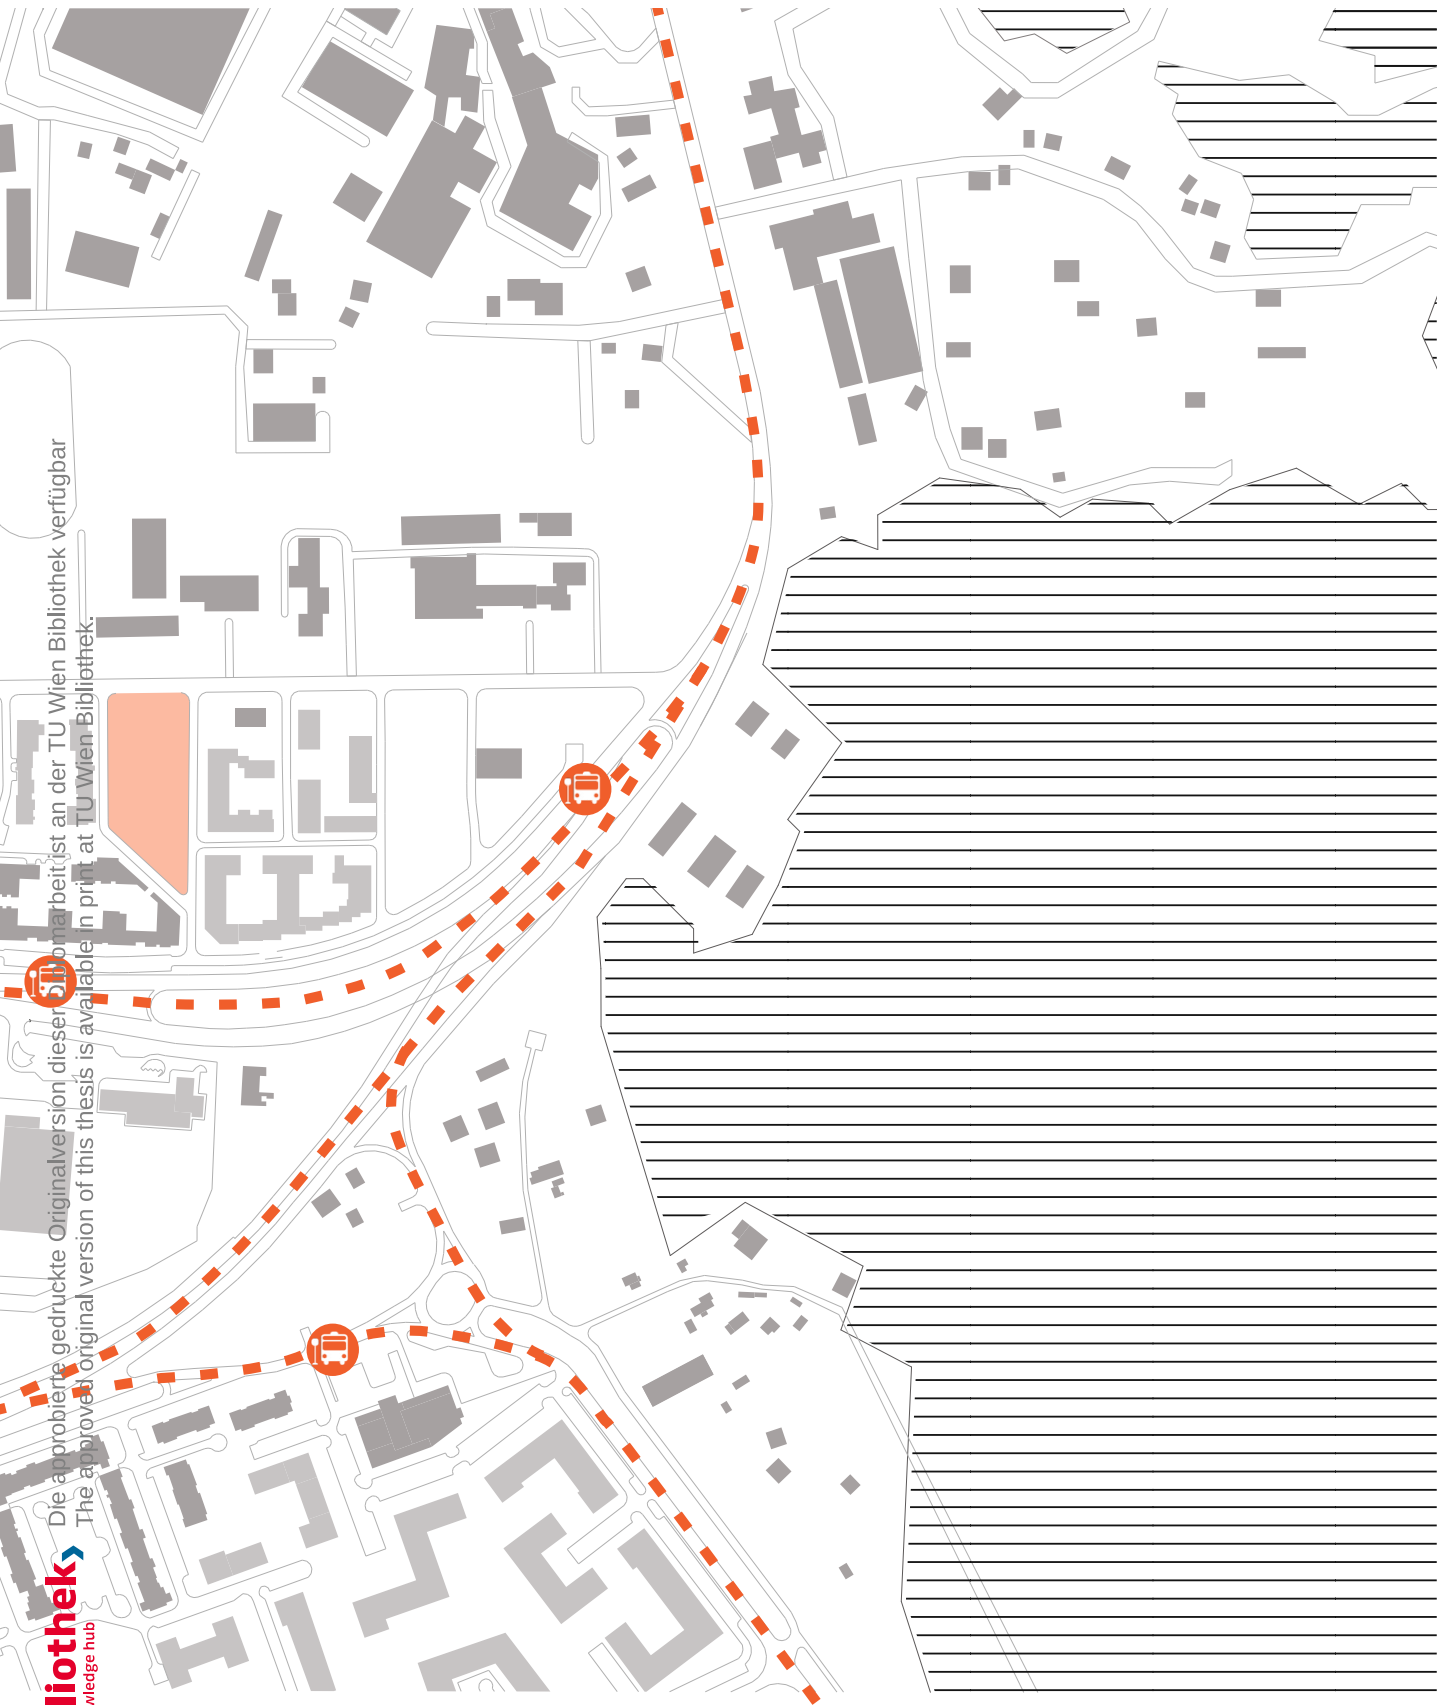 Die approbierte gedruckte Originalversion dieser Diplomarbeit ist an der TU Wien Bibliothek verfügbar
The approved original version of this thesis is available in print at TU Wien Bibliothek.
liothek
wledge hub